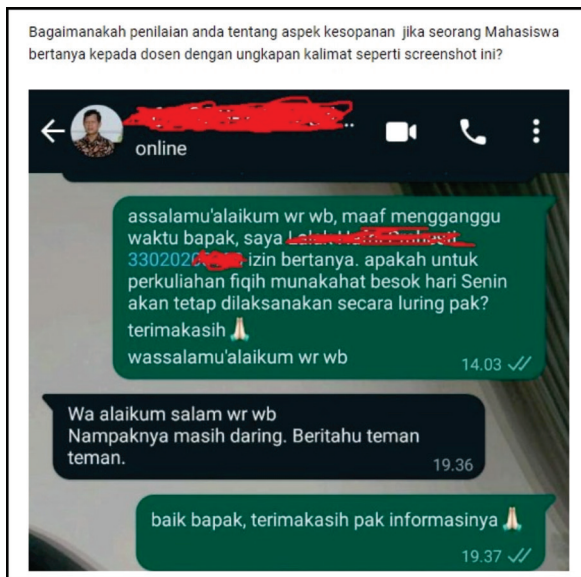 Bagaimanakah penilaian anda tentang aspek kesopanan jika seorang Mahasiswa
bertanya kepada dosen dengan ungkapan kalimat seperti screenshot ini?
online
assalamu'alaikum wr wb, maaf mengganggu
waktu bapak, saya
330202 izin bertanya. apakah untuk
perkuliahan fiqih munakahat besok hari Senin
akan tetap dilaksanakan secara luring pak?
terimakasih 🙏🏻
wassalamu'alaikum wr wb
14.03
Wa alaikum salam wr wb
Nampaknya masih daring. Beritahu teman
teman.
19.36
baik bapak, terimakasih pak informasinya 🙏🏻
19.37